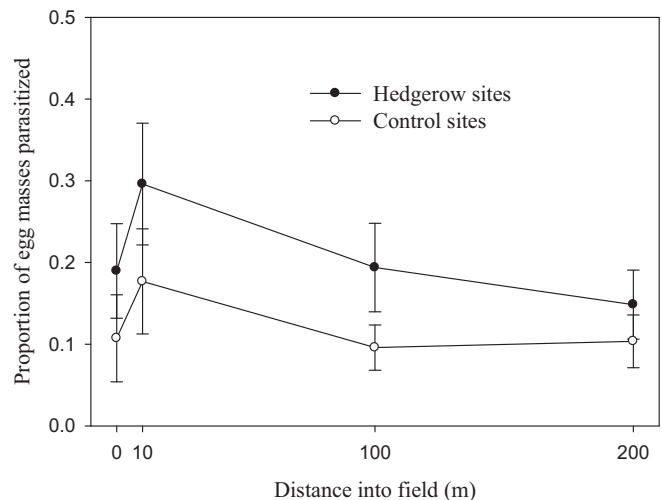 Proportion of egg masses parasitized
0.5
0.4
0.3
0.2
0.1
0.0
Hedgerow sites
Control sites
0 10 100 200
Distance into field (m)